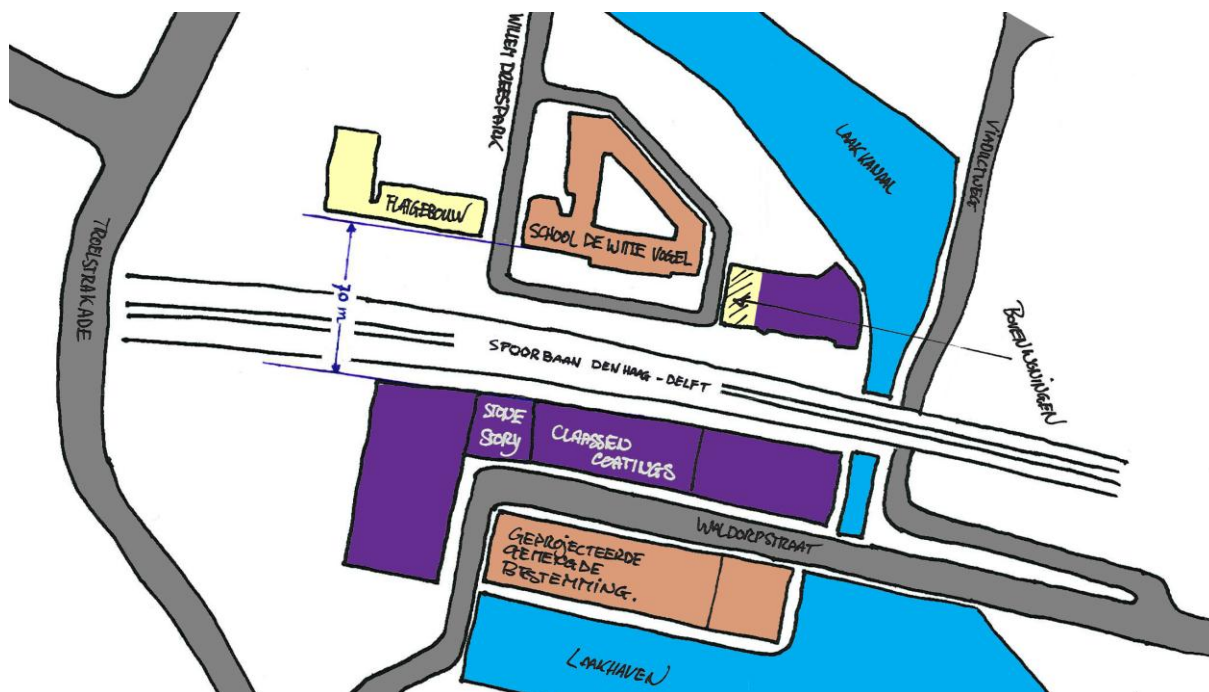 WILLEM DREESPARK
LAAKKANAAL
VIADUCTWEG
TROELSTRAKADE
FLATGEBOUW
SCHOOL DE WITTE VOGEL
70 m
SPOORBAAN DEN HAAG - DELFT
BOVENWONINGEN
STONE
STORY
CLAASSEN
COATINGS
WALDORPSTRAAT
GEPROJECTEERDE
GEMENGDE
BESTEMMING.
LAAKHAVEN